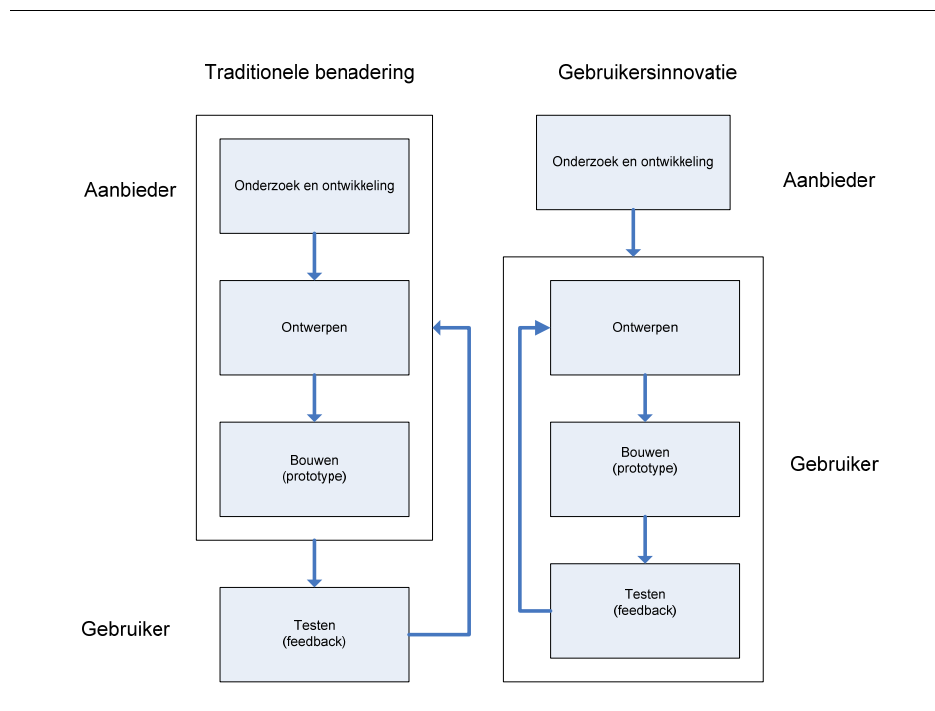 Traditionele benadering
Gebruikersinnovatie
Aanbieder
Onderzoek en ontwikkeling
Ontwerpen
Bouwen
(prototype)
Gebruiker
Testen
(feedback)
Onderzoek en ontwikkeling
Aanbieder
Ontwerpen
Bouwen
(prototype)
Gebruiker
Testen
(feedback)